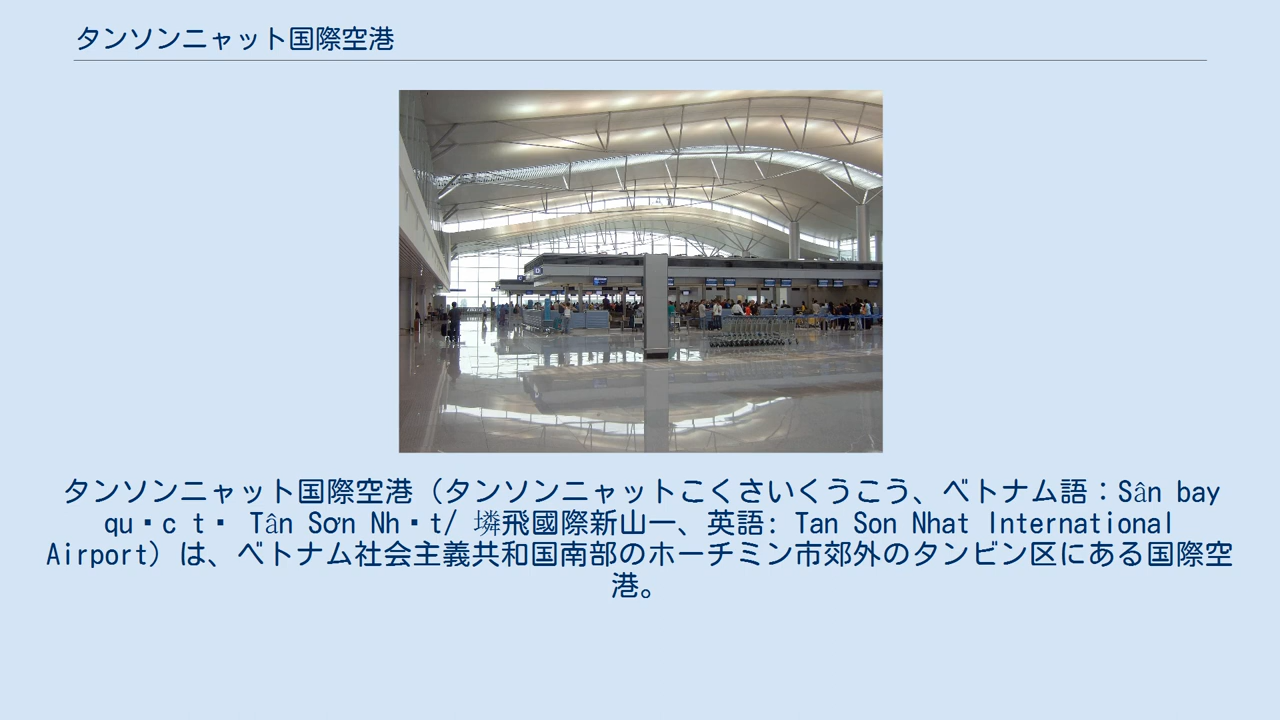 タンソンニャット国際空港
タンソンニャット国際空港（タンソンニャットこくさいくうこう、ベトナム語：Sân bay
qu▪c t▪ Tân Sơn Nh▪t/ 墻飛國際新山一、英語: Tan Son Nhat International
Airport）は、ベトナム社会主義共和国南部のホーチミン市郊外のタンビン区にある国際空
港。